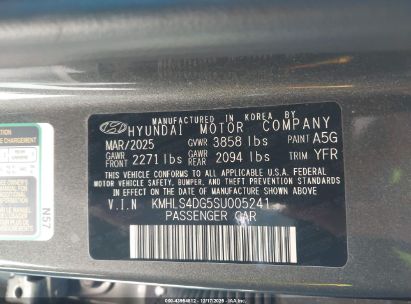 MANUFACTURED IN KOREA BY
HYUNDAI MOTOR COMPANY
MAR/2025 GVWR 3858 lbs PAINT A5G
GAWR FRONT 2271 lbs GAWR REAR 2094 lbs TRIM YFR
THIS VEHICLE CONFORMS TO ALL APPLICABLE U.S.A. FEDERAL
MOTOR VEHICLE SAFETY, BUMPER, AND THEFT PREVENTION
STANDARDS IN EFFECT ON THE DATE OF MANUFACTURE SHOWN ABOVE.
V.I.N KMHLS4DG5SU005241
PASSENGER CAR
N57